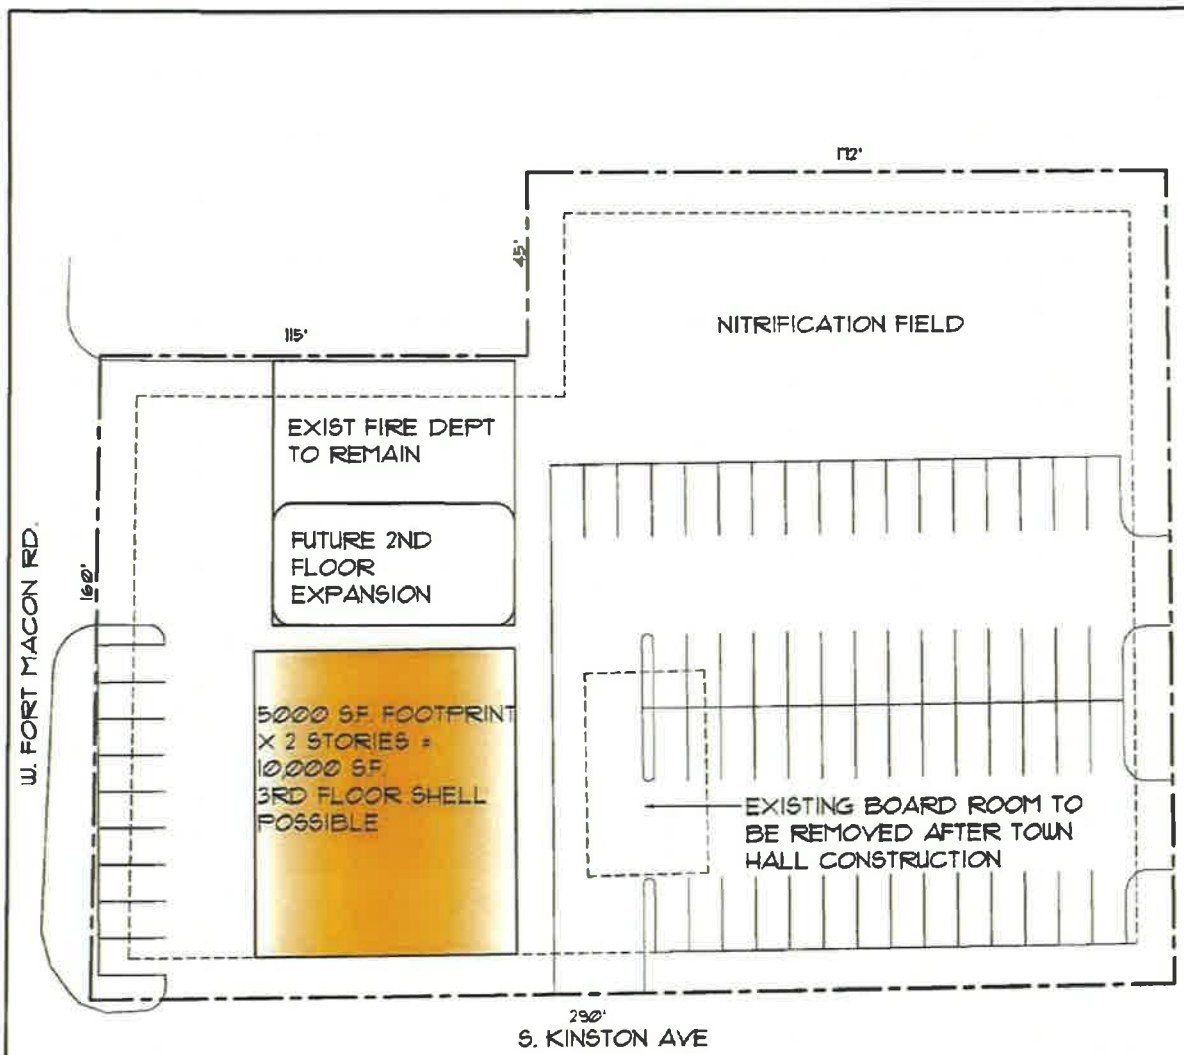 172'
45'
NITRIFICATION FIELD
115'
EXIST FIRE DEPT
TO REMAIN
FUTURE 2ND
FLOOR
EXPANSION
W. FORT MACON RD.
160'
5000 S.F. FOOTPRINT
X 2 STORIES =
10,000 S.F.
3RD FLOOR SHELL
POSSIBLE
EXISTING BOARD ROOM TO
BE REMOVED AFTER TOWN
HALL CONSTRUCTION
290'
S. KINSTON AVE